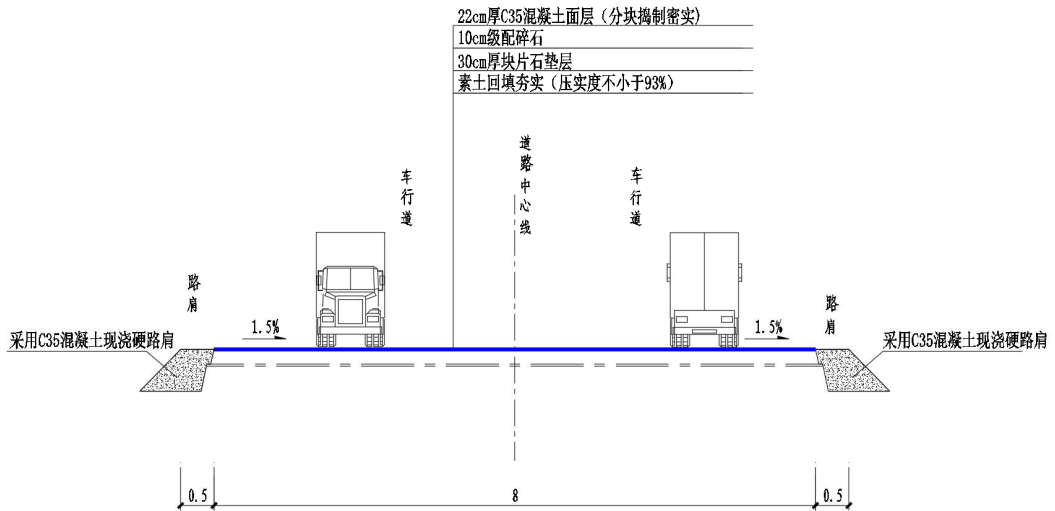 22cm厚C35混凝土面层（分块捣制密实)
10cm级配碎石
30cm厚块片石垫层
素土回填夯实（压实度不小于93%）
道路中心线
车行道
车行道
路肩
路肩
1.5%
1.5%
采用C35混凝土现浇硬路肩
采用C35混凝土现浇硬路肩
0.5
8
0.5